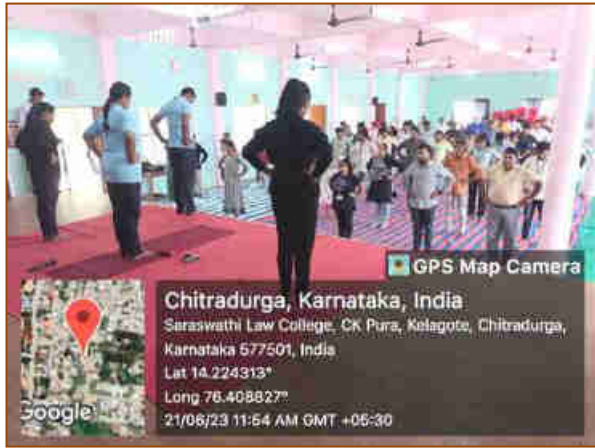 GPS Map Camera
Chitradurga, Karnataka, India
Saraswathi Law College, CK Pura, Kelagote, Chitradurga,
Karnataka 577501, India
Lat 14.224313°
Long 76.408827°
21/06/23 11:54 AM GMT +05:30
Google